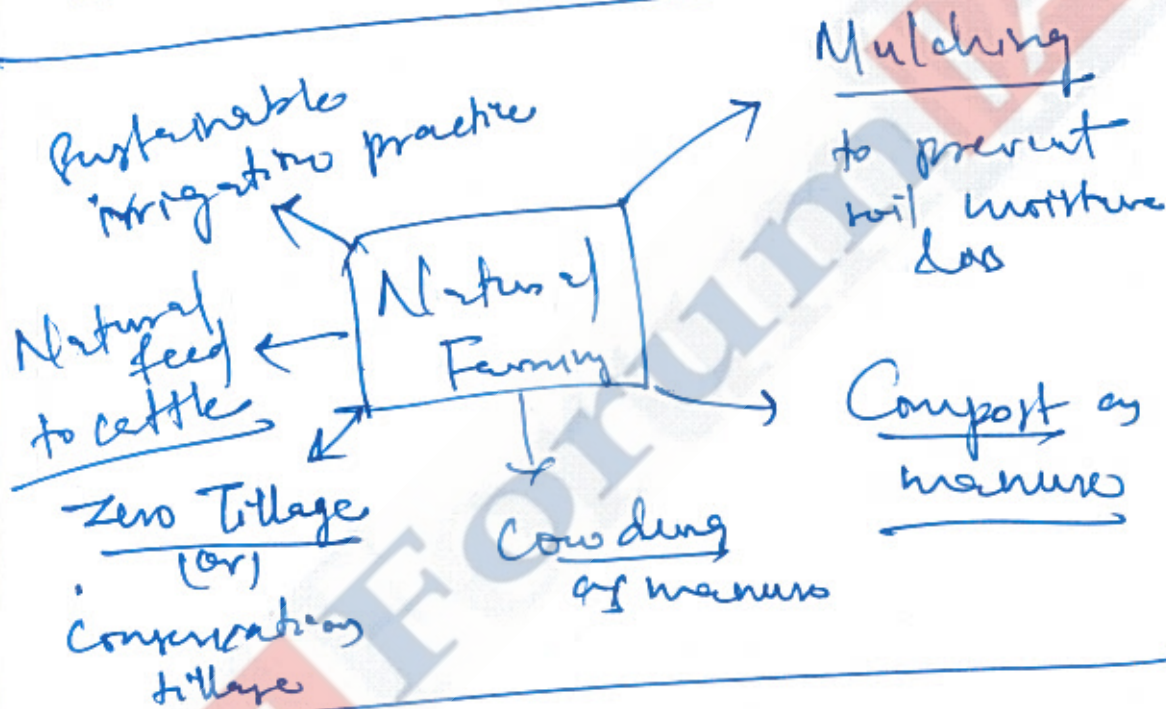 Sustainable
irrigation practice
Mulching
to prevent
soil moisture
loss
Natural
Farming
Natural
feed
to cattle
Compost as
manure
Zero Tillage
(or)
Conservation
tillage
Cow dung
as manure
Forum